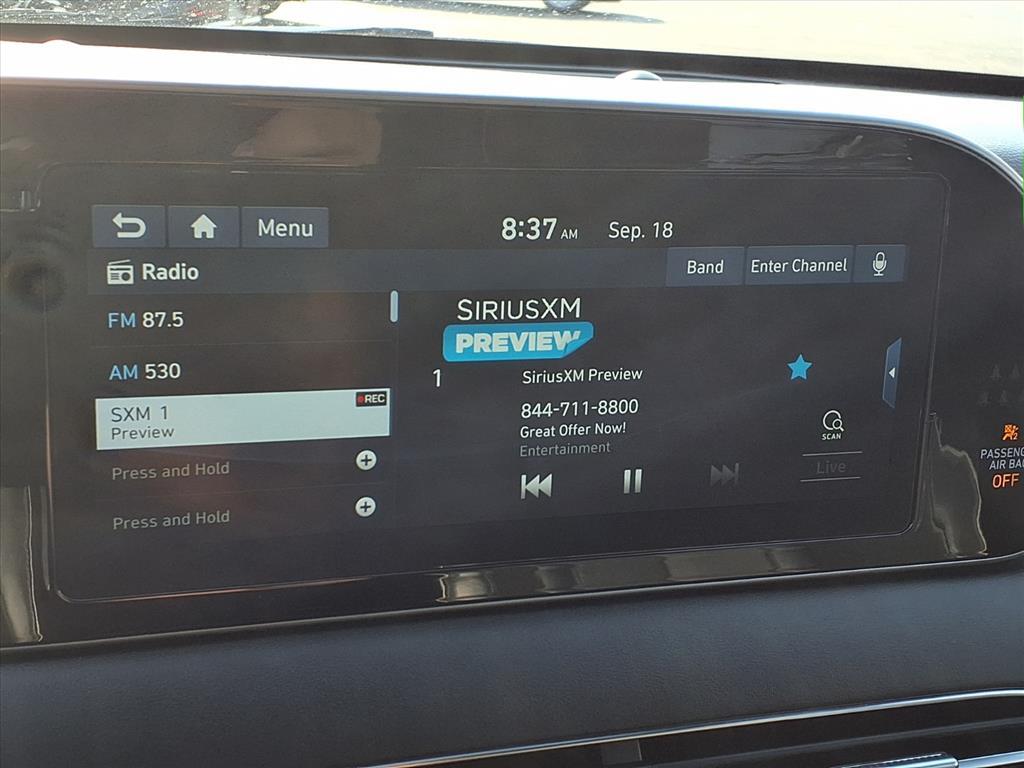 Menu
8:37 AM
Sep. 18
Radio
Band
Enter Channel
FM 87.5
AM 530
SXM 1
Preview
REC
Press and Hold
Press and Hold
SIRIUSXM
PREVIEW
1
SiriusXM Preview
844-711-8800
Great Offer Now!
Entertainment
SCAN
Live
AIR
OFF